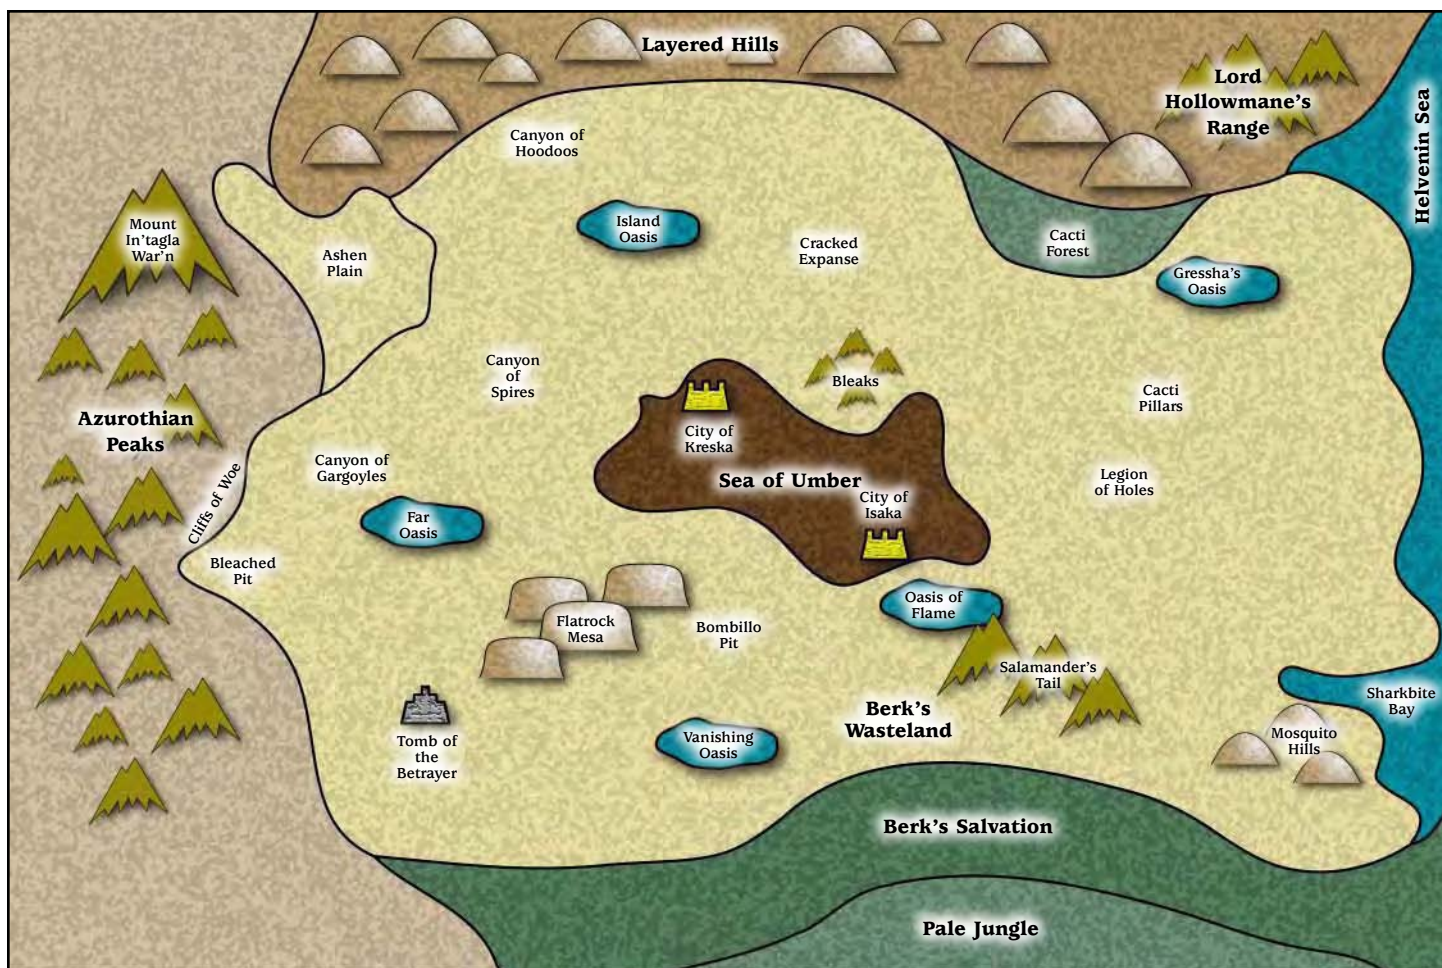 Layered Hills
Lord
Hollowmane's
Range
Helvenin Sea
Canyon of
Hoodoos
Mount
In'tagla
War'n
Ashen
Plain
Island
Oasis
Cracked
Expanse
Cacti
Forest
Gressha's
Oasis
Canyon
of
Spires
Bleaks
Cacti
Pillars
Azurothian
Peaks
City of
Kreska
Canyon of
Gargoyles
Sea of Umber
Legion
of Holes
Cliffs of Woe
City of
Isaka
Far
Oasis
Bleached
Pit
Oasis of
Flame
Flatrock
Mesa
Bombillo
Pit
Salamander's
Tail
Sharkbite
Bay
Berk's
Wasteland
Tomb of
the
Betrayer
Vanishing
Oasis
Mosquito
Hills
Berk's Salvation
Pale Jungle